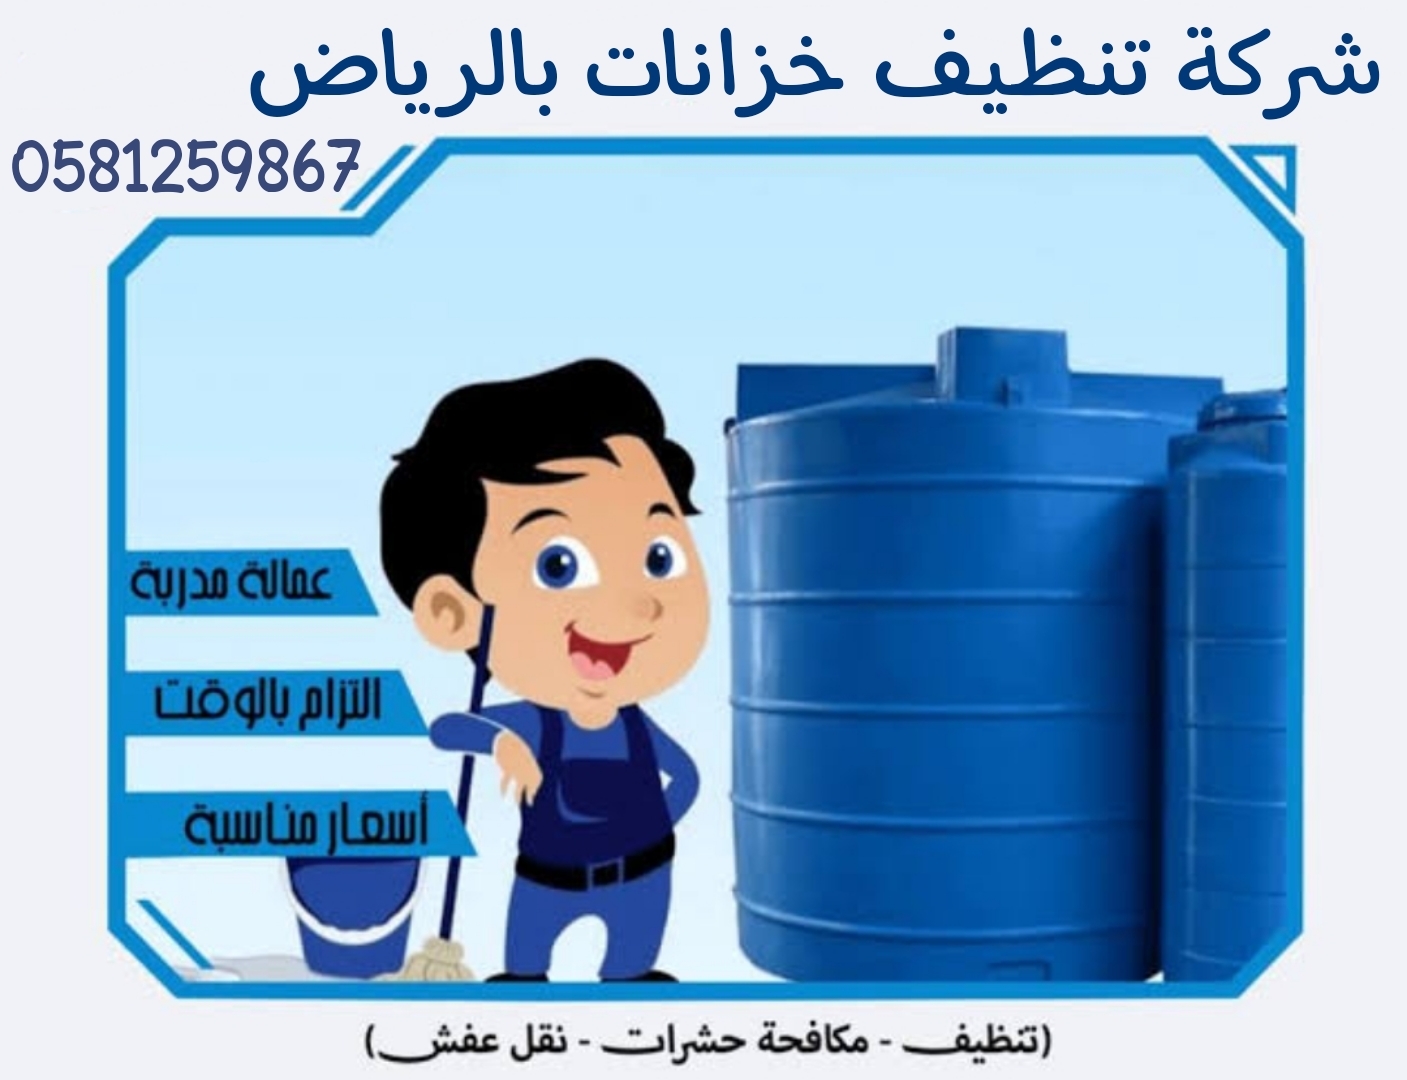 شركة تنظيف خزانات بالرياض
0581259867
عمالة مدربة
التزام بالوقت
أسعار مناسبة
(تنظيف - مكافحة حشرات - نقل عفش)